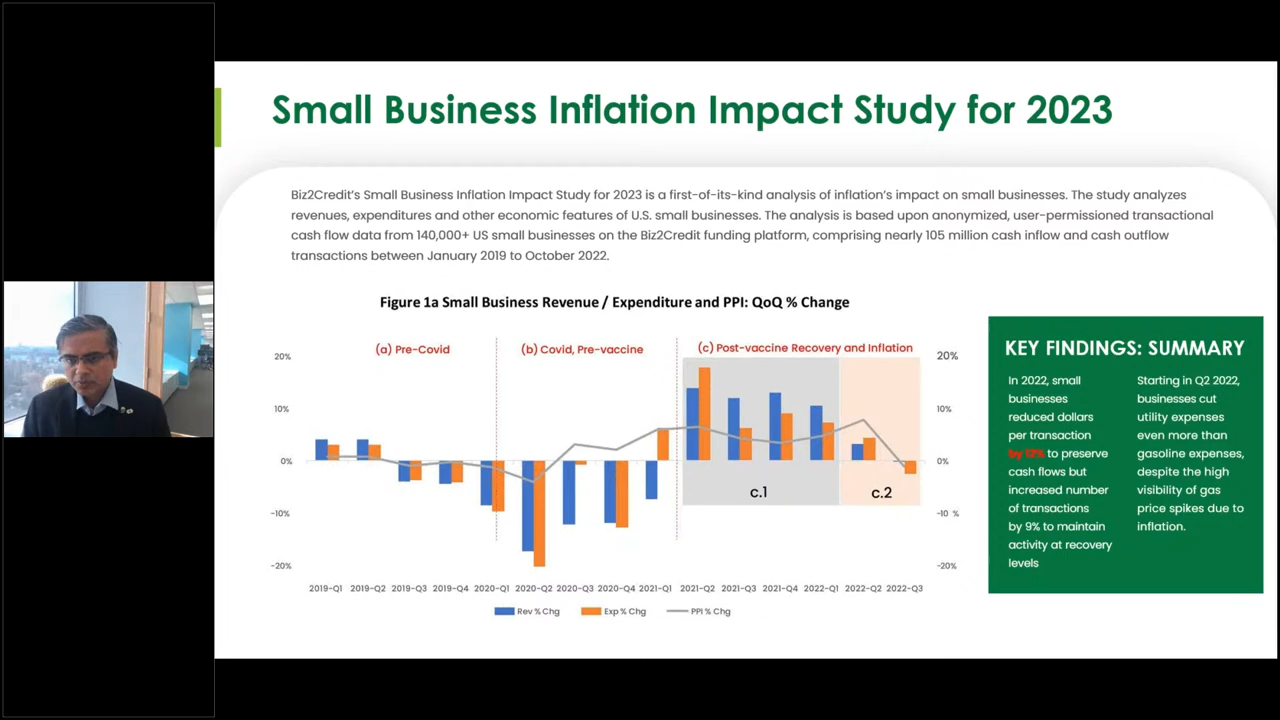 Small Business Inflation Impact Study for 2023
Biz2Credit’s Small Business Inflation Impact Study for 2023 is a first-of-its-kind analysis of inflation’s impact on small businesses. The study analyzes
revenues, expenditures and other economic features of U.S. small businesses. The analysis is based upon anonymized, user-permissioned transactional
cash flow data from 140,000+ US small businesses on the Biz2Credit funding platform, comprising nearly 105 million cash inflow and cash outflow
transactions between January 2019 to October 2022.
Figure 1a Small Business Revenue / Expenditure and PPI: QoQ % Change
(a) Pre-Covid
(b) Covid, Pre-vaccine
(c) Post-vaccine Recovery and Inflation
20%
10%
0%
-10%
-20%
20%
10%
0%
-10 %
-20%
c.1
c.2
2019-Q1 2019-Q2 2019-Q3 2019-Q4 2020-Q1 2020-Q2 2020-Q3 2020-Q4 2021-Q1 2021-Q2 2021-Q3 2021-Q4 2022-Q1 2022-Q2 2022-Q3
Rev % Chg Exp % Chg PPI % Chg
KEY FINDINGS: SUMMARY
In 2022, small
businesses
reduced dollars
per transaction
by 12% to preserve
cash flows but
increased number
of transactions
by 9% to maintain
activity at recovery
levels
Starting in Q2 2022,
businesses cut
utility expenses
even more than
gasoline expenses,
despite the high
visibility of gas
price spikes due to
inflation.